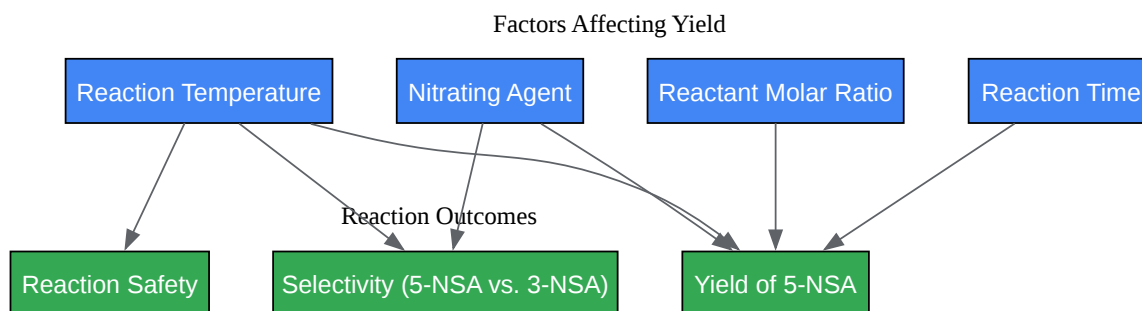 Factors Affecting Yield
Reaction Temperature
Nitrating Agent
Reactant Molar Ratio
Reaction Time
Reaction Outcomes
Reaction Safety
Selectivity (5-NSA vs. 3-NSA)
Yield of 5-NSA